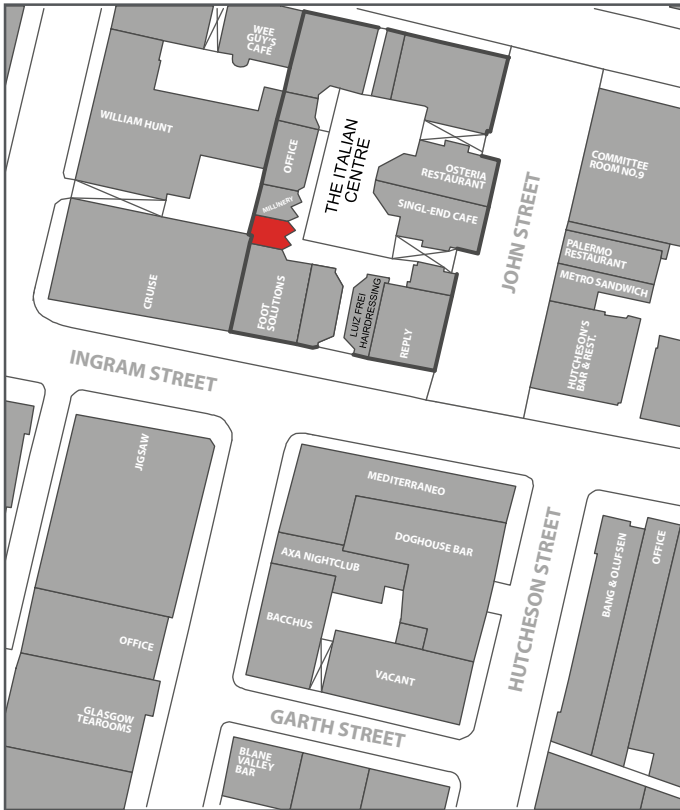 WEE
GUY'S
CAFÉ
WILLIAM HUNT
OFFICE
THE ITALIAN
CENTRE
OSTERIA
RESTAURANT
COMMITTEE
ROOM NO.9
MILLINERY
SINGL-END CAFE
JOHN STREET
PALERMO
RESTAURANT
METRO SANDWICH
CRUISE
FOOT
SOLUTIONS
LUIZ FREI
HAIRDRESSING
REPLY
HUTCHESON'S
BAR & REST.
INGRAM STREET
JIGSAW
MEDITERRANEO
DOGHOUSE BAR
AXA NIGHTCLUB
HUTCHESON STREET
BANG & OLUFSEN
OFFICE
BACCHUS
OFFICE
VACANT
GLASGOW
TEAROOMS
GARTH STREET
BLANE
VALLEY
BAR